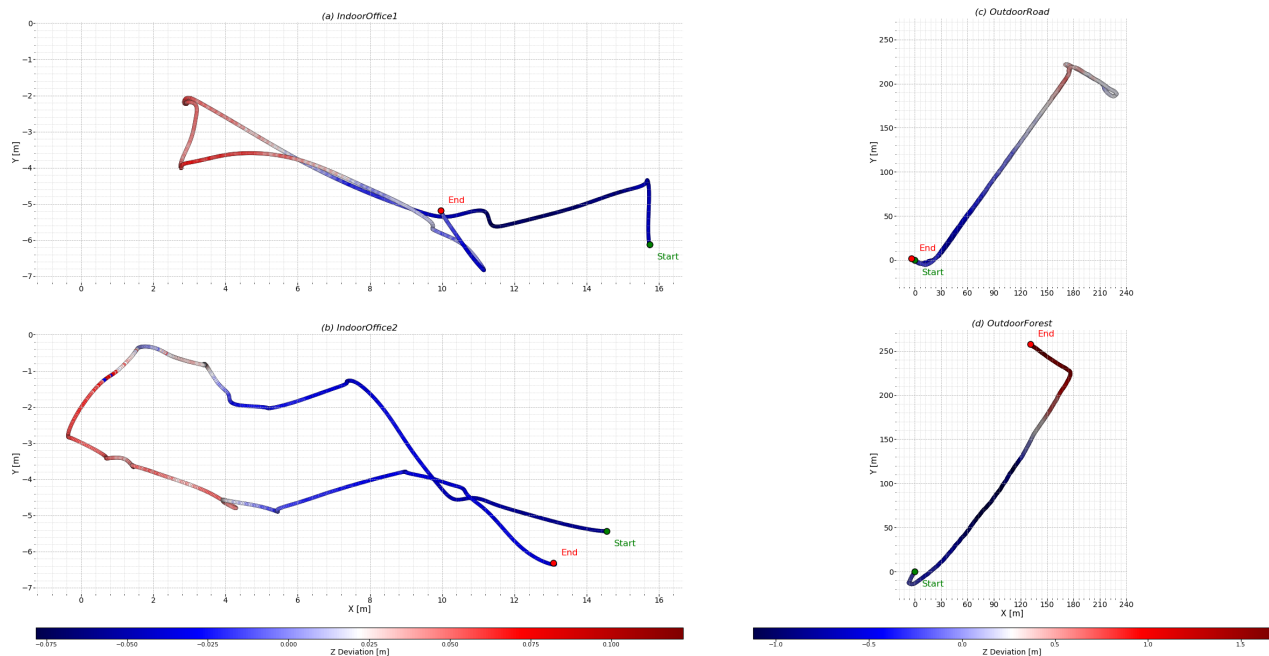 (a) IndoorOffice1
0
−1
−2
−3
−4
−5
−6
−7
Y [m]
0 2 4 6 8 10 12 14 16
End
Start
(b) IndoorOffice2
0
−1
−2
−3
−4
−5
−6
−7
Y [m]
0 2 4 6 8 10 12 14 16
X [m]
Start
End
−0.075 −0.050 −0.025 0.000 0.025 0.050 0.075 0.100
Z Deviation [m]
(c) OutdoorRoad
250
200
150
100
50
0
Y [m]
0 30 60 90 120 150 180 210 240
End
Start
(d) OutdoorForest
250
200
150
100
50
0
Y [m]
0 30 60 90 120 150 180 210 240
X [m]
End
Start
−1.0 −0.5 0.0 0.5 1.0 1.5
Z Deviation [m]